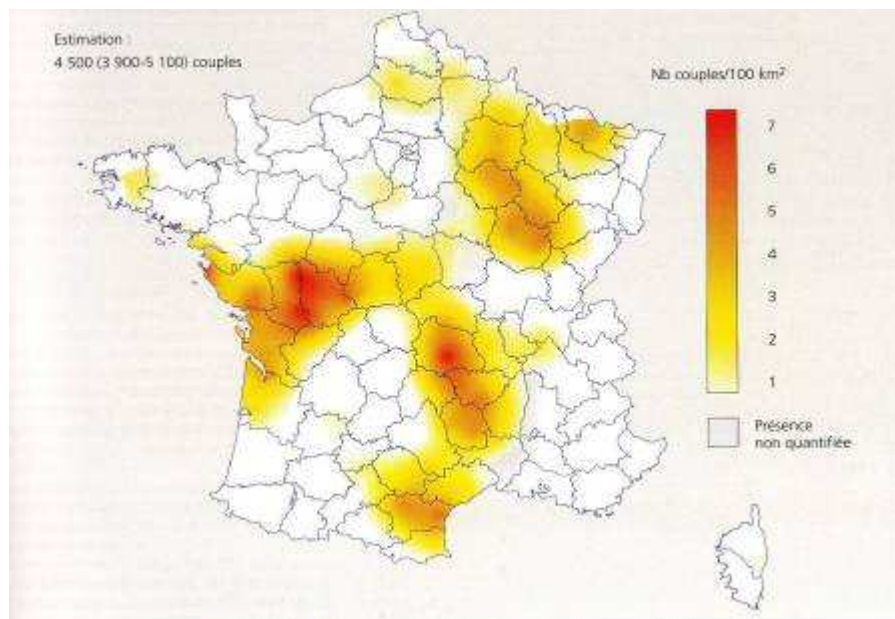 Estimation :
4 500 (3 900-5 100) couples
Nb couples/100 km²
7
6
5
4
3
2
1
Présence
non quantifiée